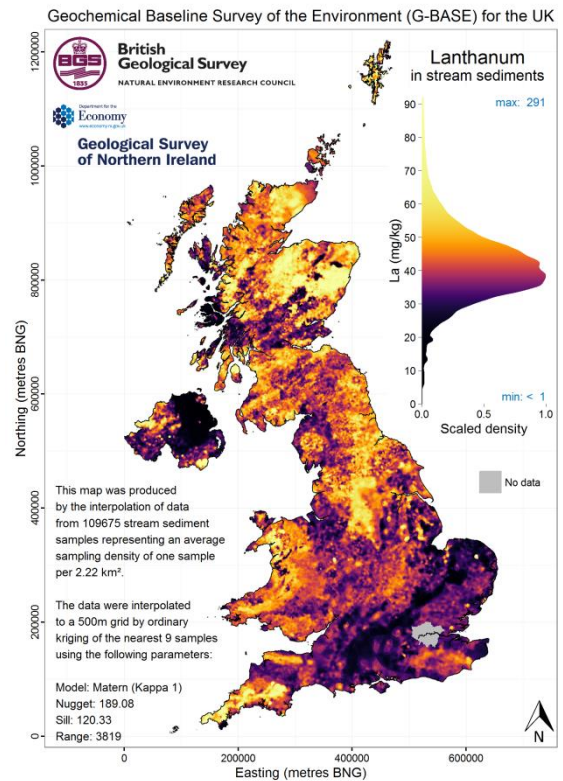 Geochemical Baseline Survey of the Environment (G-BASE) for the UK
BGS
1835
British
Geological Survey
NATURAL ENVIRONMENT RESEARCH COUNCIL
Department for the
Economy
www.economy-ni.gov.uk
Geological Survey
of Northern Ireland
Lanthanum
in stream sediments
max: 291
90
80
70
60
50
40
30
20
10
0
La (mg/kg)
min: < 1
0.0
0.5
1.0
Scaled density
No data
This map was produced
by the interpolation of data
from 109675 stream sediment
samples representing an average
sampling density of one sample
per 2.22 km².
The data were interpolated
to a 500m grid by ordinary
kriging of the nearest 9 samples
using the following parameters:
Model: Matern (Kappa 1)
Nugget: 189.08
Sill: 120.33
Range: 3819
N
1200000
1000000
800000
600000
400000
200000
0
Northing (metres BNG)
0
200000
400000
600000
Easting (metres BNG)